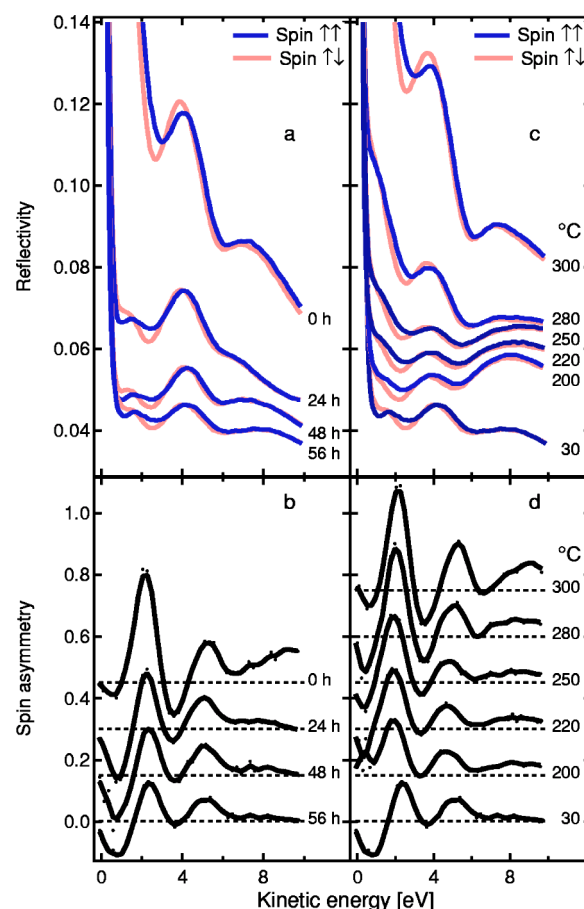 0.14
0.12
0.10
0.08
0.06
0.04
Reflectivity
Spin ↑↑
Spin ↑↓
a
0 h
24 h
48 h
56 h
Spin ↑↑
Spin ↑↓
c
°C
300
280
250
220
200
30
1.0
0.8
0.6
0.4
0.2
0.0
Spin asymmetry
b
0 h
24 h
48 h
56 h
d
°C
300
280
250
220
200
30
0 4 8 0 4 8
Kinetic energy [eV]